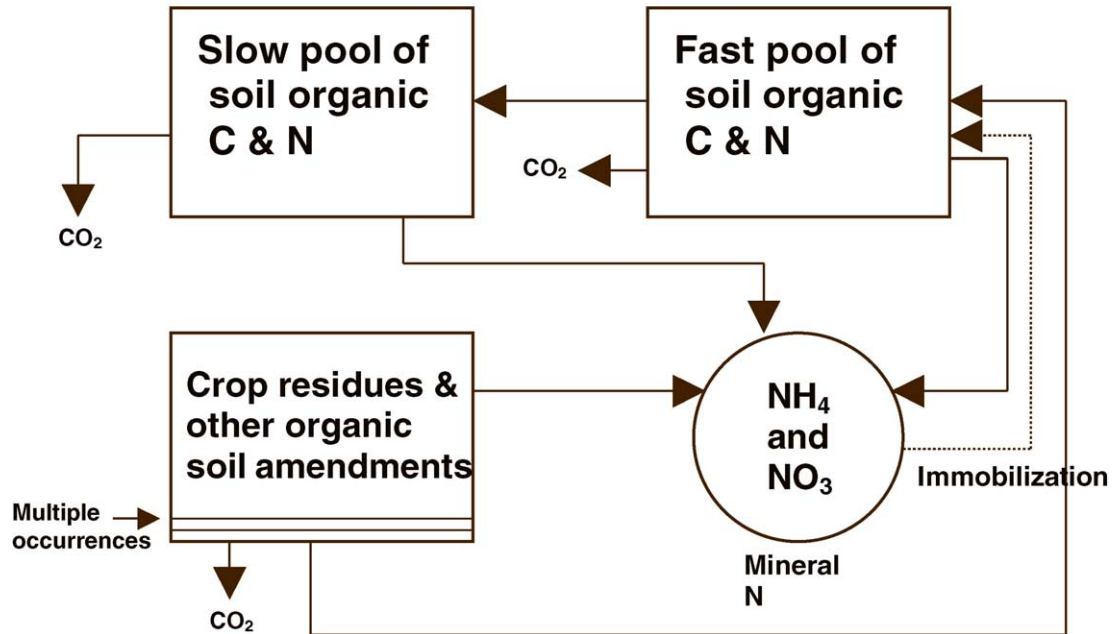 Slow pool of
soil organic
C & N
Fast pool of
soil organic
C & N
CO₂
CO₂
Crop residues &
other organic
soil amendments
NH₄
and
NO₃
Immobilization
Multiple
occurrences
Mineral
N
CO₂